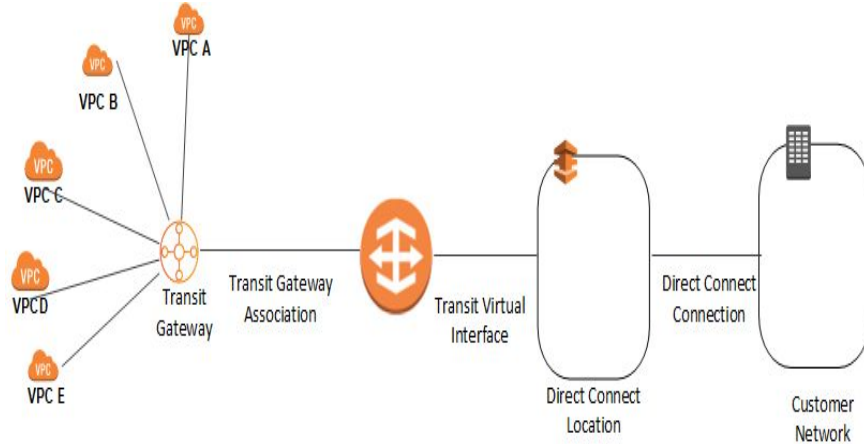 VPC
VPC A
VPC
VPC B
VPC
VPC C
VPC
VPCD
VPC
VPC E
Transit
Gateway
Transit Gateway
Association
Transit Virtual
Interface
Direct Connect
Location
Direct Connect
Connection
Customer
Network